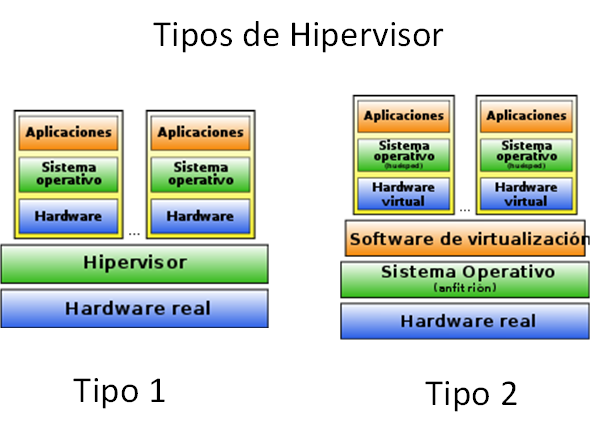 Tipos de Hipervisor
Aplicaciones
Sistema
operativo
Hardware
...
Aplicaciones
Sistema
operativo
Hardware
Hipervisor
Hardware real
Tipo 1
Aplicaciones
Sistema
operativo
(huésped)
Hardware
virtual
...
Aplicaciones
Sistema
operativo
(huésped)
Hardware
virtual
Software de virtualización
Sistema Operativo
(anfitrión)
Hardware real
Tipo 2